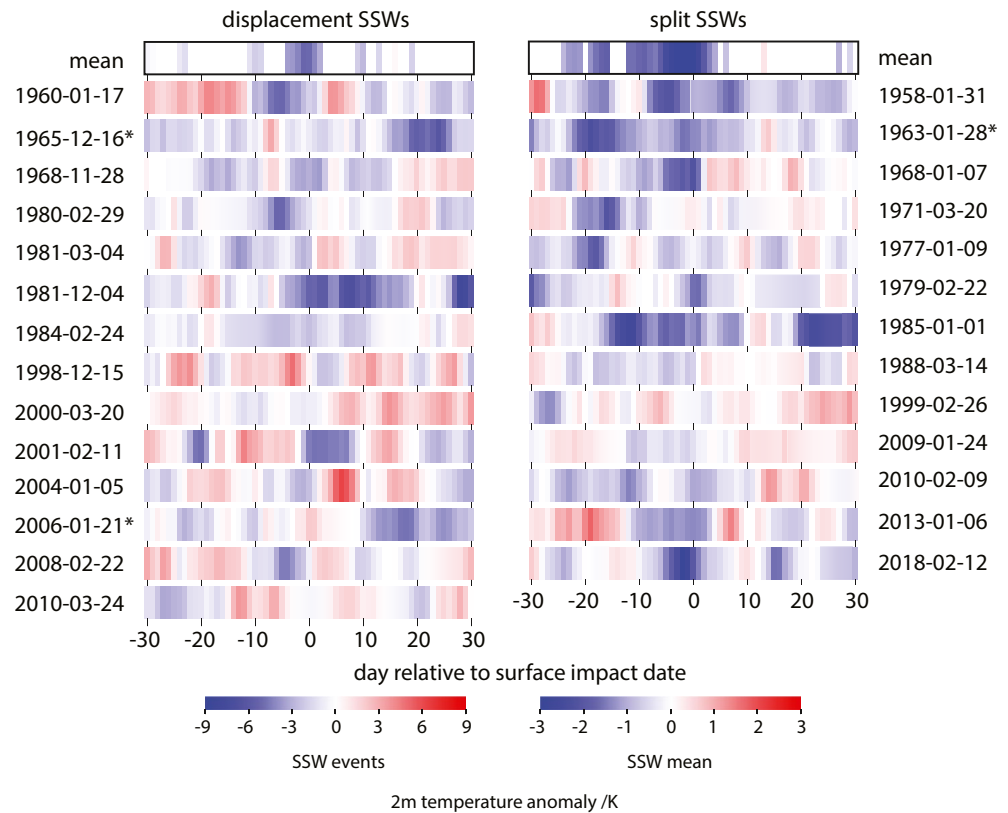 displacement SSWs
mean
1960-01-17
1965-12-16*
1968-11-28
1980-02-29
1981-03-04
1981-12-04
1984-02-24
1998-12-15
2000-03-20
2001-02-11
2004-01-05
2006-01-21*
2008-02-22
2010-03-24
-30 -20 -10 0 10 20 30
split SSWs
mean
1958-01-31
1963-01-28*
1968-01-07
1971-03-20
1977-01-09
1979-02-22
1985-01-01
1988-03-14
1999-02-26
2009-01-24
2010-02-09
2013-01-06
2018-02-12
-30 -20 -10 0 10 20 30
day relative to surface impact date
-9 -6 -3 0 3 6 9
SSW events
-3 -2 -1 0 1 2 3
SSW mean
2m temperature anomaly /K